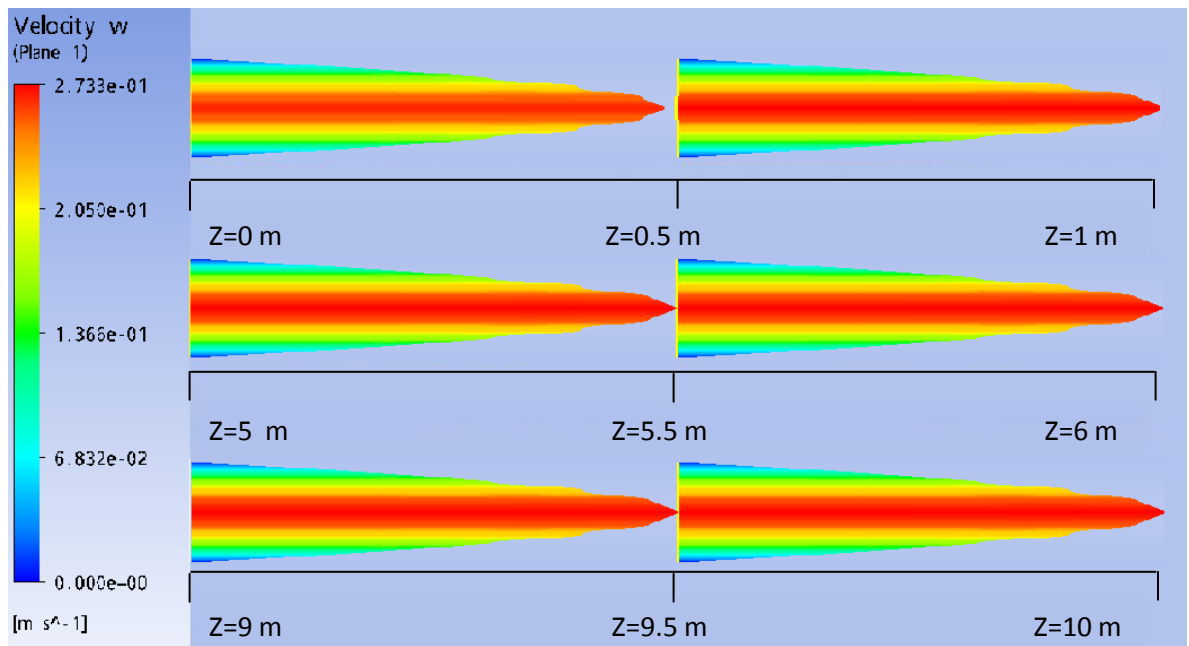 Velocity w
(Plane 1)
2.733e-01
2.050e-01
1.366e-01
6.832e-02
0.000e-00
[m s^-1]
Z=0 m Z=0.5 m Z=1 m
Z=5 m Z=5.5 m Z=6 m
Z=9 m Z=9.5 m Z=10 m